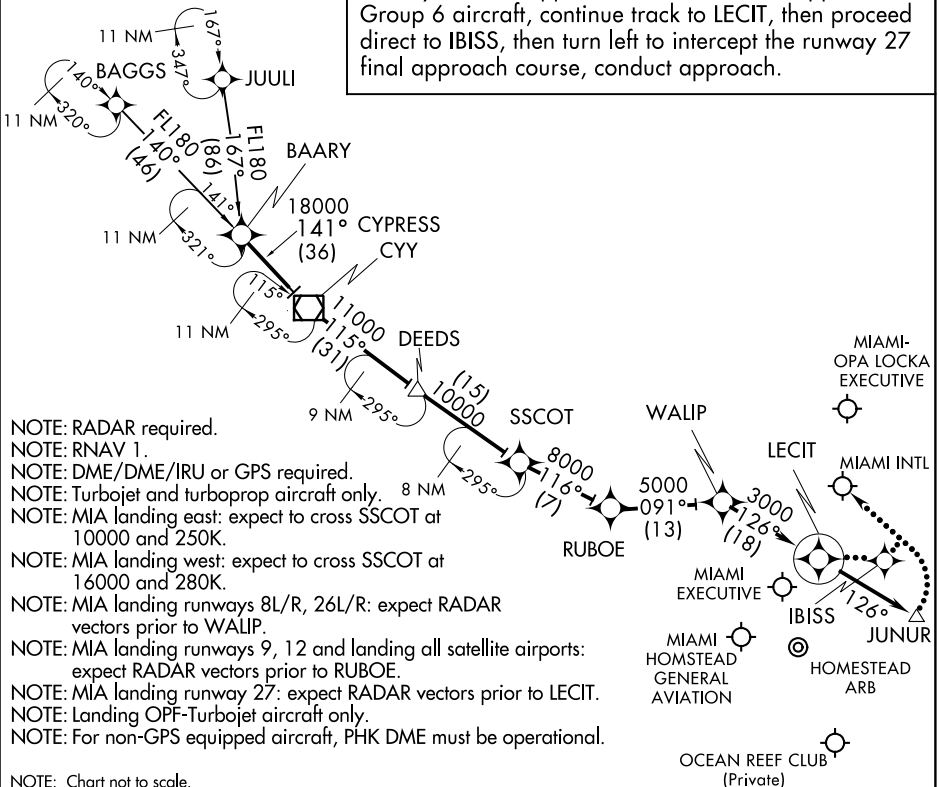 Group 6 aircraft, continue track to LECIT, then proceed
direct to IBISS, then turn left to intercept the runway 27
final approach course, conduct approach.
11 NM
167°
347°
JUULI
BAGGS
140°
320°
11 NM
FL180
140°
(46)
FL180
167°
(86)
BAARY
141°
321°
11 NM
18000
141°
(36)
CYPRESS
CYY
115°
295°
11 NM
11000
115°
(31)
DEEDS
295°
9 NM
(15)
10000
SSCOT
295°
8 NM
8000
116°
(7)
RUBOE
5000
091°
(13)
WALIP
3000
126°
(18)
LECIT
MIAMI-
OPA LOCKA
EXECUTIVE
MIAMI INTL
IBISS
126°
JUNUR
MIAMI
EXECUTIVE
MIAMI
HOMSTEAD
GENERAL
AVIATION
HOMESTEAD
ARB
OCEAN REEF CLUB
(Private)
NOTE: RADAR required.
NOTE: RNAV 1.
NOTE: DME/DME/IRU or GPS required.
NOTE: Turbojet and turboprop aircraft only.
NOTE: MIA landing east: expect to cross SSCOT at
10000 and 250K.
NOTE: MIA landing west: expect to cross SSCOT at
16000 and 280K.
NOTE: MIA landing runways 8L/R, 26L/R: expect RADAR
vectors prior to WALIP.
NOTE: MIA landing runways 9, 12 and landing all satellite airports:
expect RADAR vectors prior to RUBOE.
NOTE: MIA landing runway 27: expect RADAR vectors prior to LECIT.
NOTE: Landing OPF-Turbojet aircraft only.
NOTE: For non-GPS equipped aircraft, PHK DME must be operational.
NOTE: Chart not to scale.